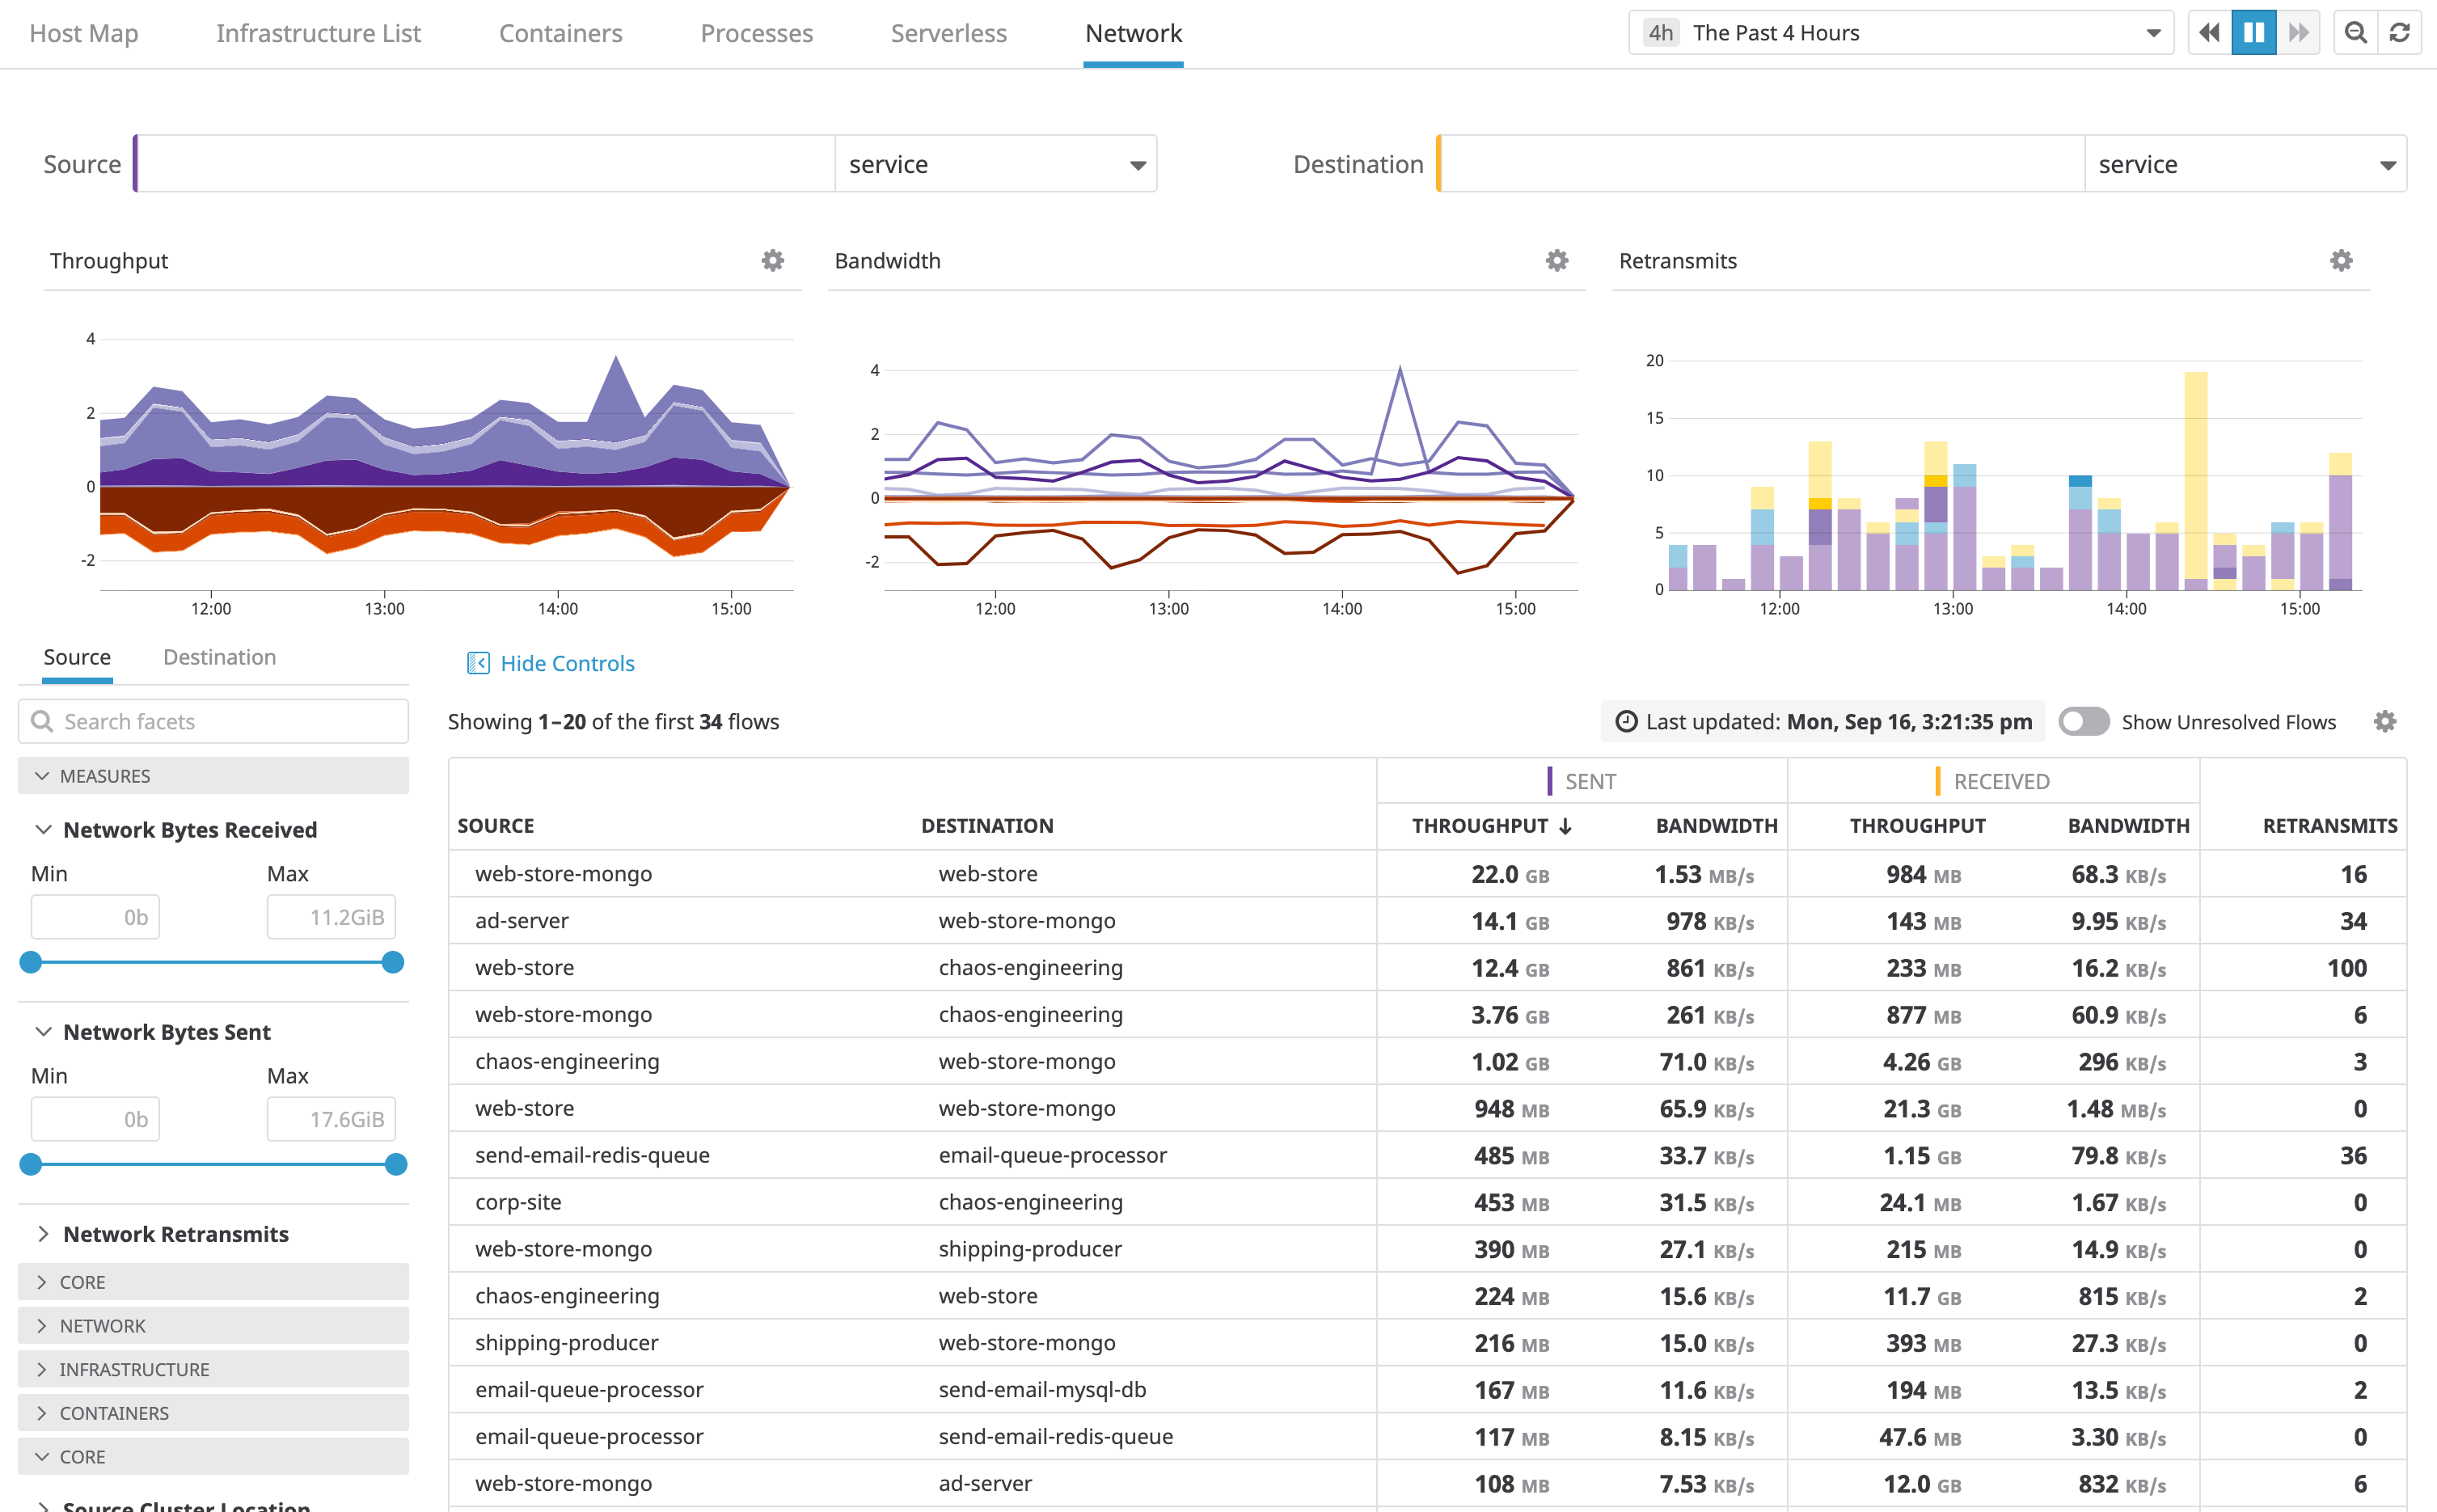 Host Map Infrastructure List Containers Processes Serverless Network 4h The Past 4 Hours
Source service Destination service
Throughput Bandwidth Retransmits
4
2
0
-2
12:00 13:00 14:00 15:00
4
2
0
-2
12:00 13:00 14:00 15:00
20
15
10
5
0
12:00 13:00 14:00 15:00
Source Destination
Search facets
MEASURES
Network Bytes Received
Min Max
0b 11.2GiB
Network Bytes Sent
Min Max
0b 17.6GiB
Network Retransmits
CORE
NETWORK
INFRASTRUCTURE
CONTAINERS
CORE
Source Cluster Location
Hide Controls
Showing 1–20 of the first 34 flows Last updated: Mon, Sep 16, 3:21:35 pm Show Unresolved Flows
SENT RECEIVED
SOURCE DESTINATION THROUGHPUT ↓ BANDWIDTH THROUGHPUT BANDWIDTH RETRANSMITS
web-store-mongo web-store 22.0 GB 1.53 MB/s 984 MB 68.3 KB/s 16
ad-server web-store-mongo 14.1 GB 978 KB/s 143 MB 9.95 KB/s 34
web-store chaos-engineering 12.4 GB 861 KB/s 233 MB 16.2 KB/s 100
web-store-mongo chaos-engineering 3.76 GB 261 KB/s 877 MB 60.9 KB/s 6
chaos-engineering web-store-mongo 1.02 GB 71.0 KB/s 4.26 GB 296 KB/s 3
web-store web-store-mongo 948 MB 65.9 KB/s 21.3 GB 1.48 MB/s 0
send-email-redis-queue email-queue-processor 485 MB 33.7 KB/s 1.15 GB 79.8 KB/s 36
corp-site chaos-engineering 453 MB 31.5 KB/s 24.1 MB 1.67 KB/s 0
web-store-mongo shipping-producer 390 MB 27.1 KB/s 215 MB 14.9 KB/s 0
chaos-engineering web-store 224 MB 15.6 KB/s 11.7 GB 815 KB/s 2
shipping-producer web-store-mongo 216 MB 15.0 KB/s 393 MB 27.3 KB/s 0
email-queue-processor send-email-mysql-db 167 MB 11.6 KB/s 194 MB 13.5 KB/s 2
email-queue-processor send-email-redis-queue 117 MB 8.15 KB/s 47.6 MB 3.30 KB/s 0
web-store-mongo ad-server 108 MB 7.53 KB/s 12.0 GB 832 KB/s 6